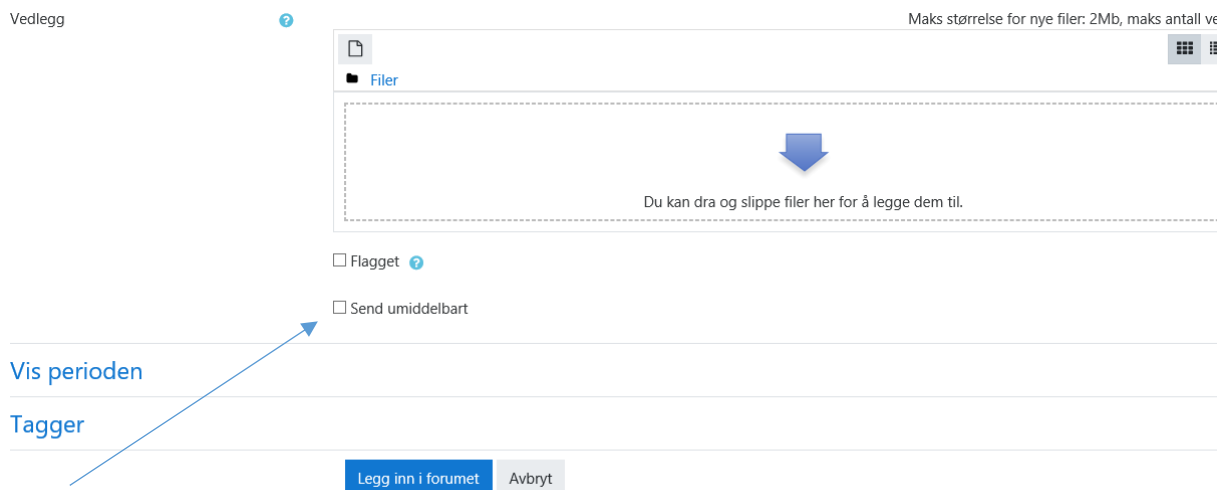 Vedlegg
Maks størrelse for nye filer: 2Mb, maks antall
Filer
Du kan dra og slippe filer her for å legge dem til.
Flagget
Send umiddelbart
Vis perioden
Tagger
Legg inn i forumet
Avbryt